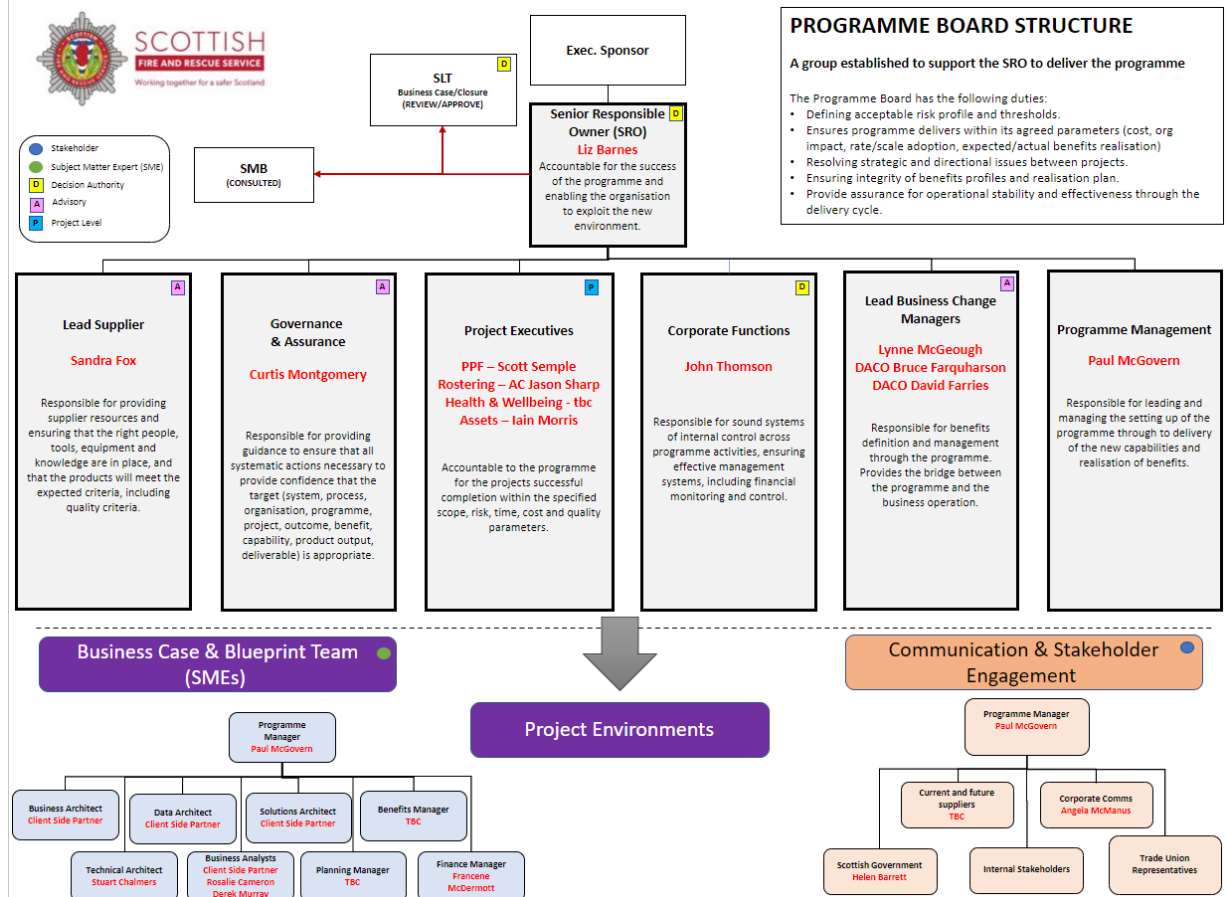 SCOTTISH
FIRE AND RESCUE SERVICE
Working together for a safer Scotland
Stakeholder
Subject Matter Expert (SME)
D
Decision Authority
A
Advisory
P
Project Level
SLT
D
Business Case/Closure
(REVIEW/APPROVE)
SMB
(CONSULTED)
Exec. Sponsor
Senior Responsible
D
Owner (SRO)
Liz Barnes
Accountable for the success
of the programme and
enabling the organisation
to exploit the new
environment.
PROGRAMME BOARD STRUCTURE
A group established to support the SRO to deliver the programme
The Programme Board has the following duties:
• Defining acceptable risk profile and thresholds.
• Ensures programme delivers within its agreed parameters (cost, org
impact, rate/scale adoption, expected/actual benefits realisation)
• Resolving strategic and directional issues between projects.
• Ensuring integrity of benefits profiles and realisation plan.
• Provide assurance for operational stability and effectiveness through the
delivery cycle.
A
Lead Supplier
Sandra Fox
Responsible for providing
supplier resources and
ensuring that the right people,
tools, equipment and
knowledge are in place, and
that the products will meet the
expected criteria, including
quality criteria.
A
Governance
& Assurance
Curtis Montgomery
Responsible for providing
guidance to ensure that all
systematic actions necessary to
provide confidence that the
target (system, process,
organisation, programme,
project, outcome, benefit,
capability, product output,
deliverable) is appropriate.
P
Project Executives
PPF – Scott Semple
Rostering – AC Jason Sharp
Health & Wellbeing - tbc
Assets – Iain Morris
Accountable to the programme
for the projects successful
completion within the specified
scope, risk, time, cost and quality
parameters.
D
Corporate Functions
John Thomson
Responsible for sound systems
of internal control across
programme activities, ensuring
effective management
systems, including financial
monitoring and control.
A
Lead Business Change
Managers
Lynne McGeough
DACO Bruce Farquharson
DACO David Farries
Responsible for benefits
definition and management
through the programme.
Provides the bridge between
the programme and the
business operation.
Programme Management
Paul McGovern
Responsible for leading and
managing the setting up of the
programme through to delivery
of the new capabilities and
realisation of benefits.
Business Case & Blueprint Team
(SMEs)
Project Environments
Communication & Stakeholder
Engagement
Programme
Manager
Paul McGovern
Business Architect
Client Side Partner
Data Architect
Client Side Partner
Solutions Architect
Client Side Partner
Benefits Manager
TBC
Technical Architect
Stuart Chalmers
Business Analysts
Client Side Partner
Rosalie Cameron
Derek Murray
Planning Manager
TBC
Finance Manager
Francene
McDermott
Programme Manager
Paul McGovern
Current and future
suppliers
TBC
Corporate Comms
Angela McManus
Scottish Government
Helen Barrett
Internal Stakeholders
Trade Union
Representatives